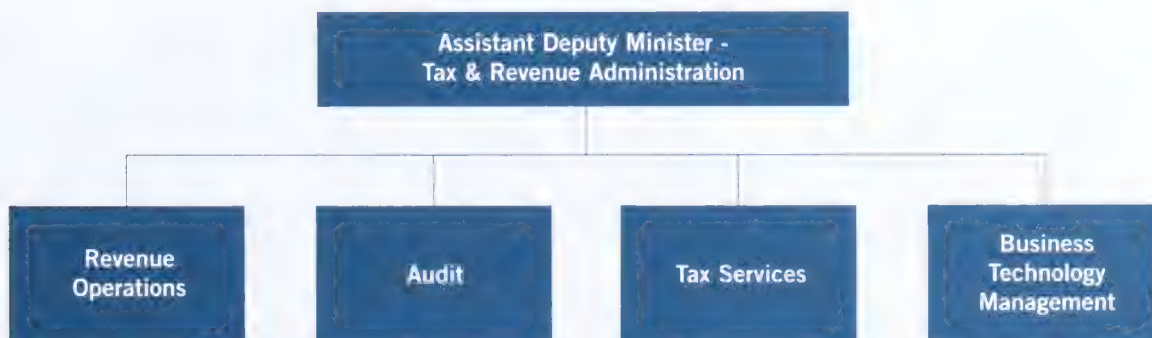 Assistant Deputy Minister -
Tax & Revenue Administration
Revenue
Operations
Audit
Tax Services
Business
Technology
Management